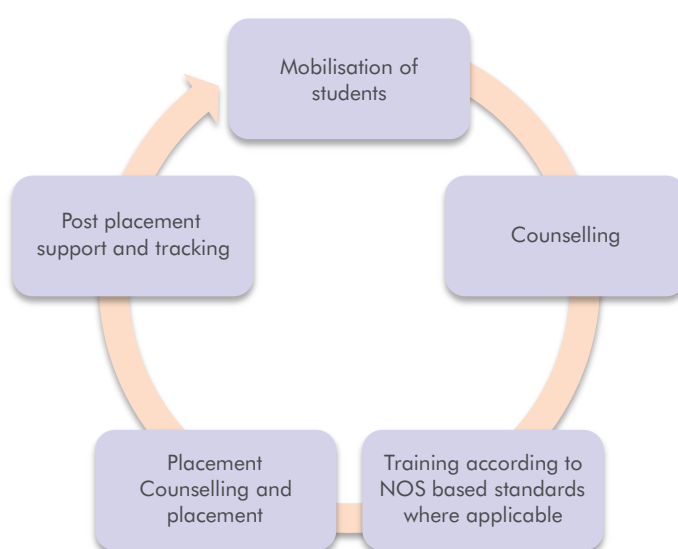 Mobilisation of
students
Counselling
Training according to
NOS based standards
where applicable
Placement
Counselling and
placement
Post placement
support and tracking